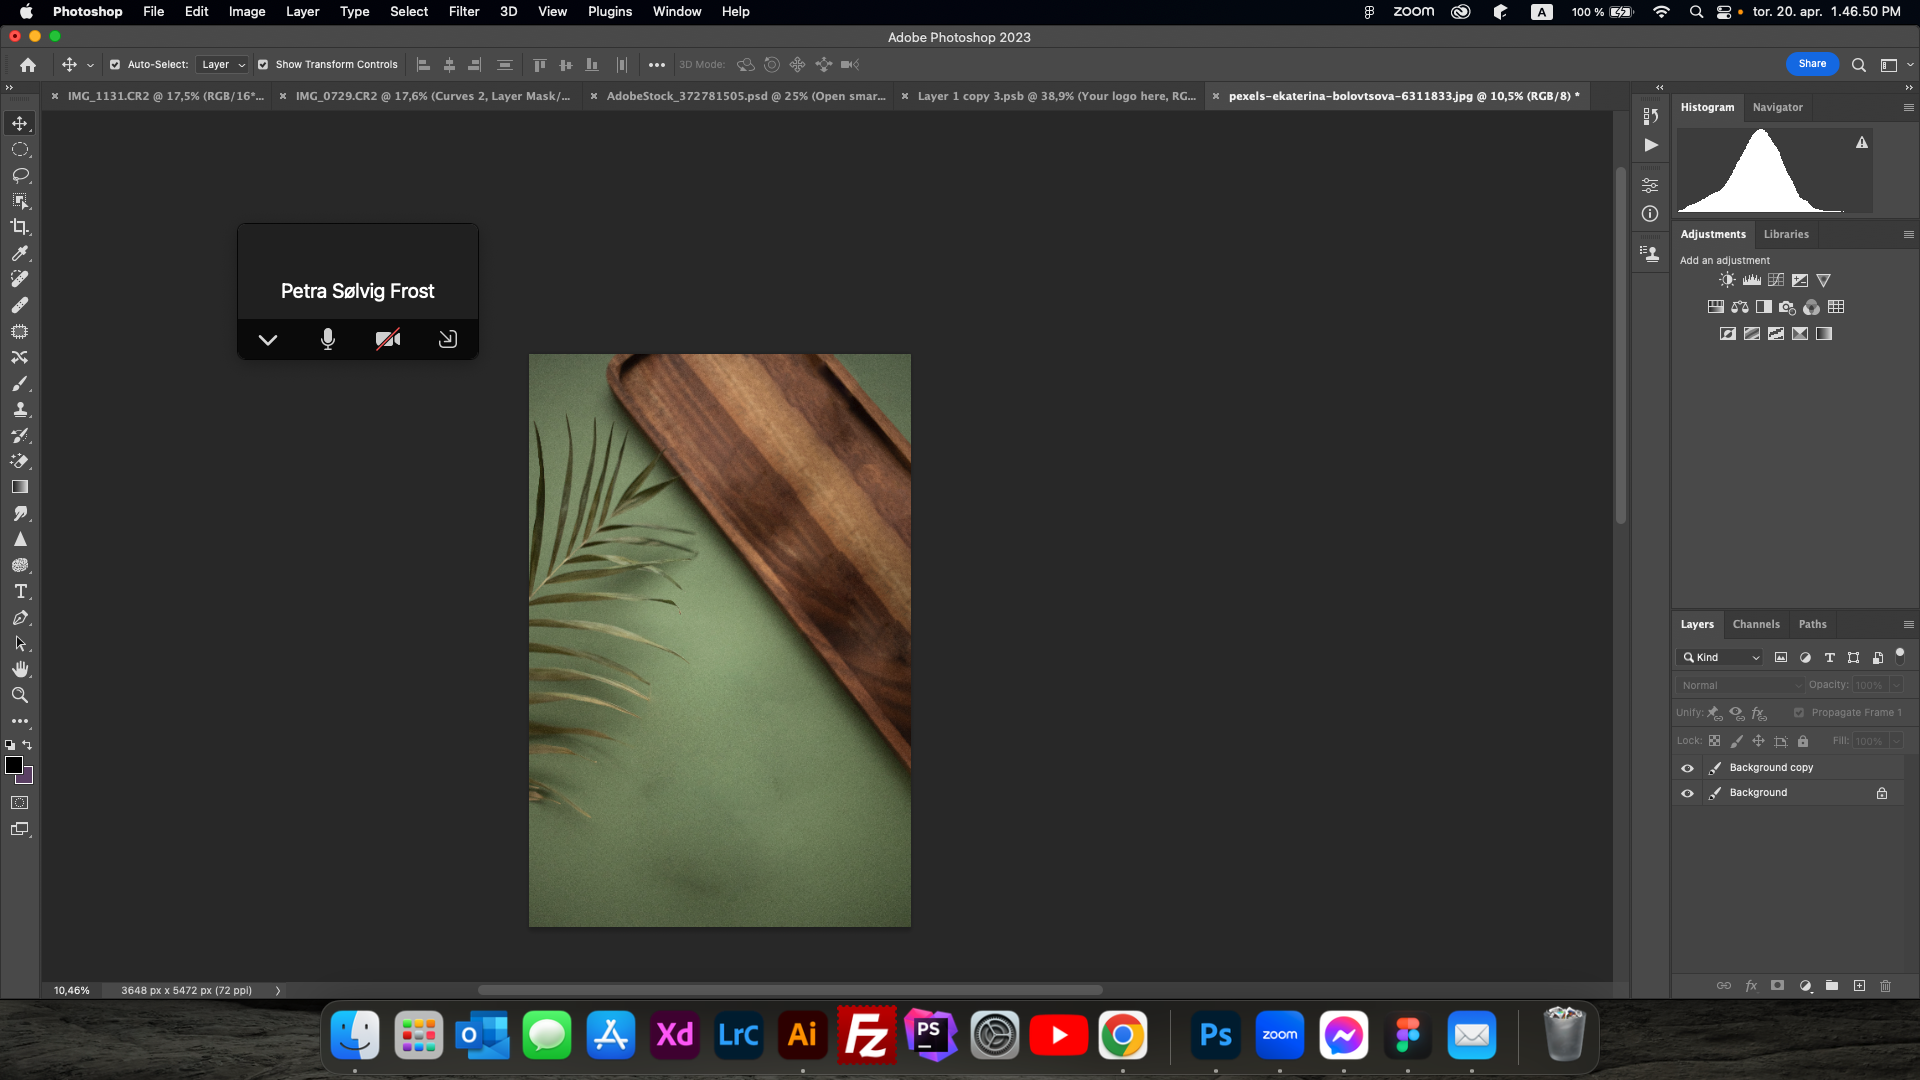 Photoshop File Edit Image Layer Type Select Filter 3D View Plugins Window Help zoom A 100 % tor. 20. apr. 1.46.50 PM
Adobe Photoshop 2023
Auto-Select: Layer Show Transform Controls 3D Mode: Share
IMG_1131.CR2 @ 17,5% (RGB/16*... IMG_0729.CR2 @ 17,6% (Curves 2, Layer Mask/... AdobeStock_372781505.psd @ 25% (Open smar... Layer 1 copy 3.psb @ 38,9% (Your logo here, RG... pexels-ekaterina-bolovtsova-6311833.jpg @ 10,5% (RGB/8) *
Histogram Navigator
Adjustments Libraries
Add an adjustment
Petra Sølvig Frost
Layers Channels Paths
Kind
Normal Opacity: 100%
Unify: Propagate Frame 1
Lock: Fill: 100%
Background copy
Background
10,46% 3648 px x 5472 px (72 ppi)
Xd LrC Ai Fz PS Ps zoom